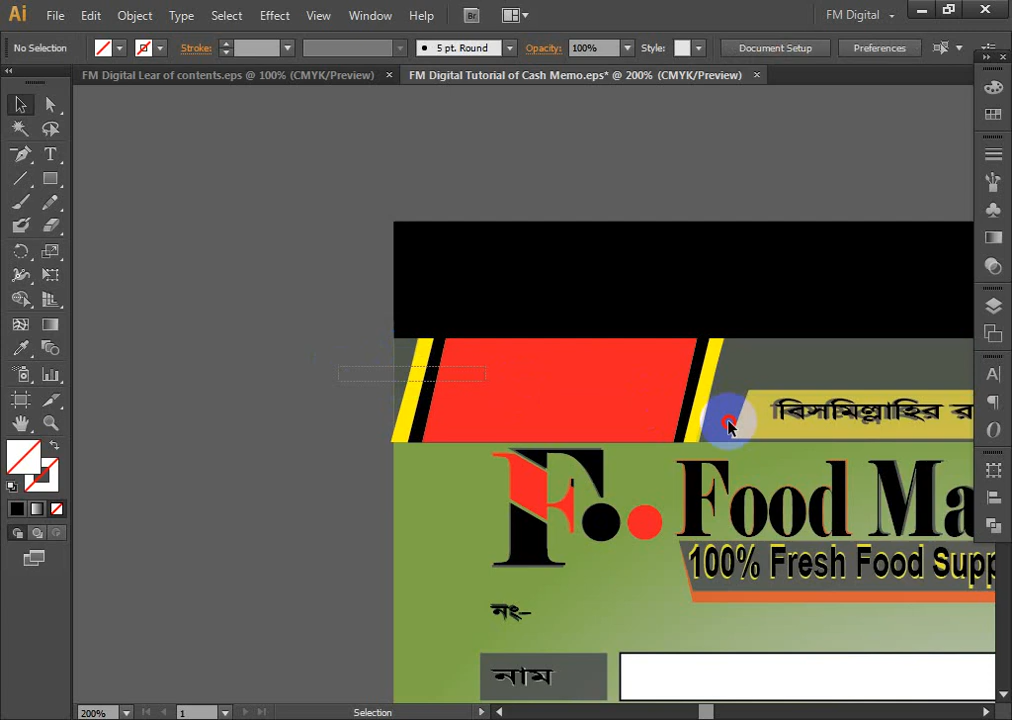 Ai File Edit Object Type Select Effect View Window Help Br FM Digital
No Selection Stroke: 5 pt. Round Opacity: 100% Style: Document Setup Preferences
FM Digital Lear of contents.eps @ 100% (CMYK/Preview) × FM Digital Tutorial of Cash Memo.eps* @ 200% (CMYK/Preview) ×
বিসমিল্লাহির র
F.. Food Ma
100% Fresh Food Supp
নং-
নাম
200% 1 Selection